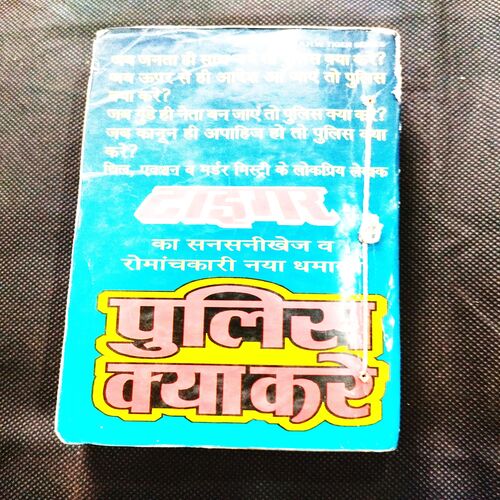 जब जनता ही साथ न दे तो पुलिस क्या करे?
जब ऊपर से ही आदेश आ जाएं तो पुलिस
क्या करे?
जब गुंडे ही नेता बन जाएं तो पुलिस क्या करे?
जब कानून ही अपाहिज हो तो पुलिस क्या
करे?
थ्रिल, एक्शन व मर्डर मिस्ट्री के लोकप्रिय लेखक
टाइगर
का सनसनीखेज व
रोमांचकारी नया धमाका
पुलिस
क्या करे